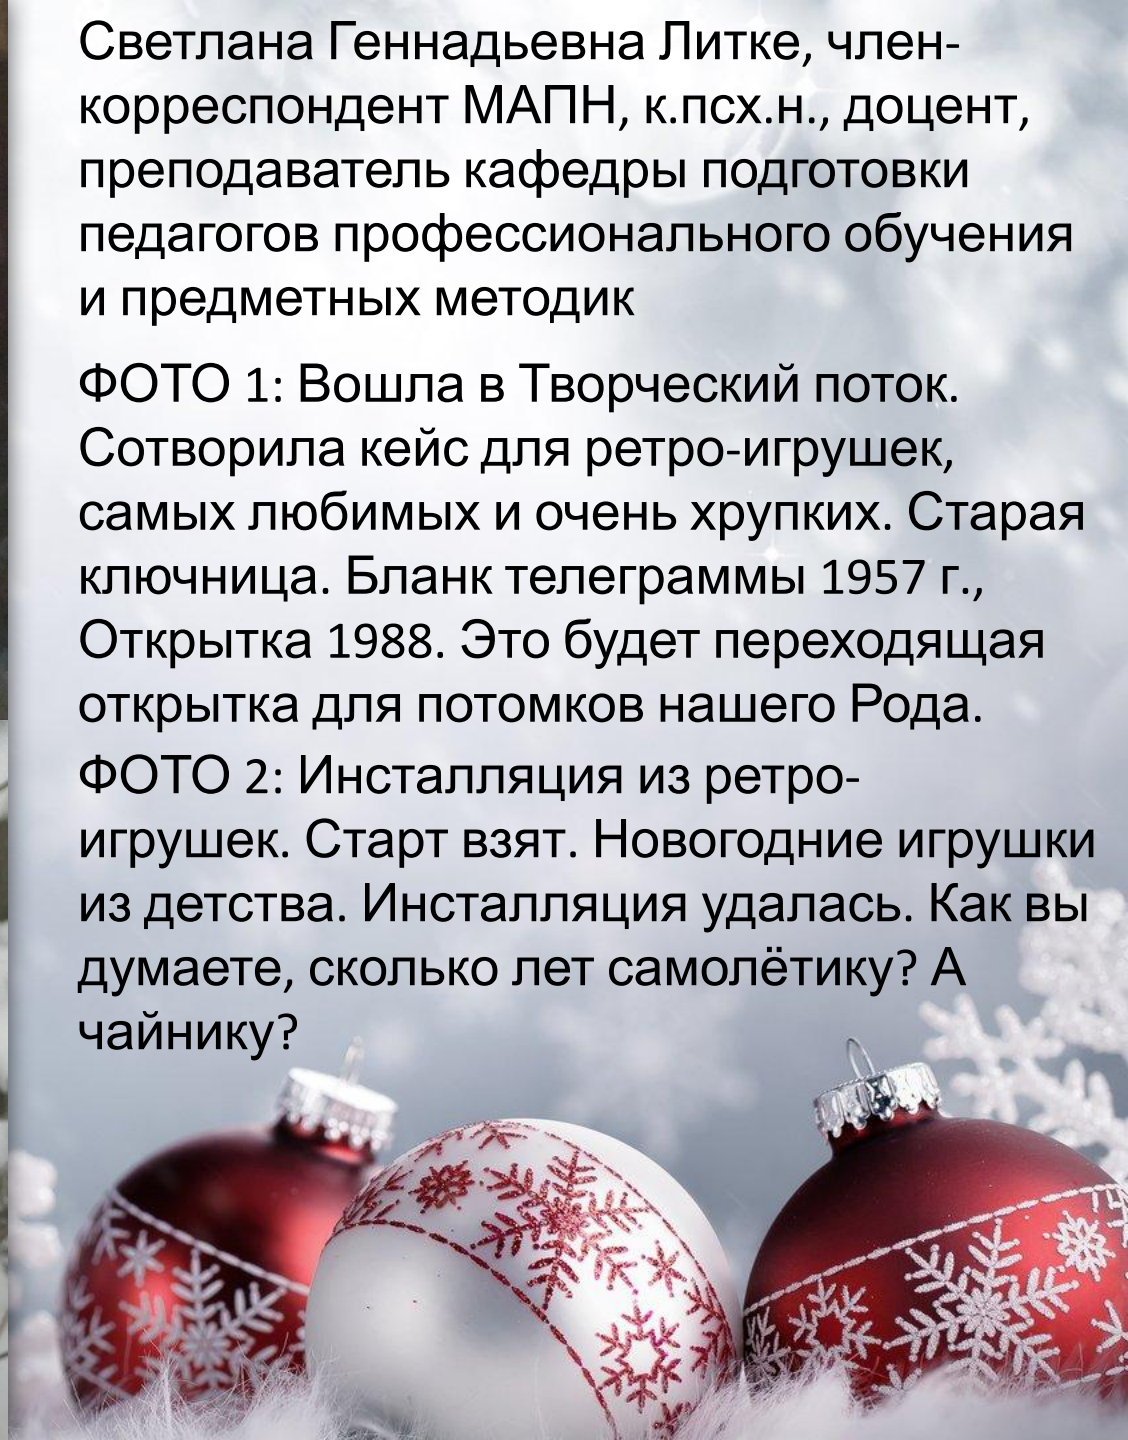 Светлана Геннадьевна Литке, член-
корреспондент МАПН, к.псх.н., доцент,
преподаватель кафедры подготовки
педагогов профессионального обучения
и предметных методик
ФОТО 1: Вошла в Творческий поток.
Сотворила кейс для ретро-игрушек,
самых любимых и очень хрупких. Старая
ключница. Бланк телеграммы 1957 г.,
Открытка 1988. Это будет переходящая
открытка для потомков нашего Рода.
ФОТО 2: Инсталляция из ретро-
игрушек. Старт взят. Новогодние игрушки
из детства. Инсталляция удалась. Как вы
думаете, сколько лет самолётику? А
чайнику?